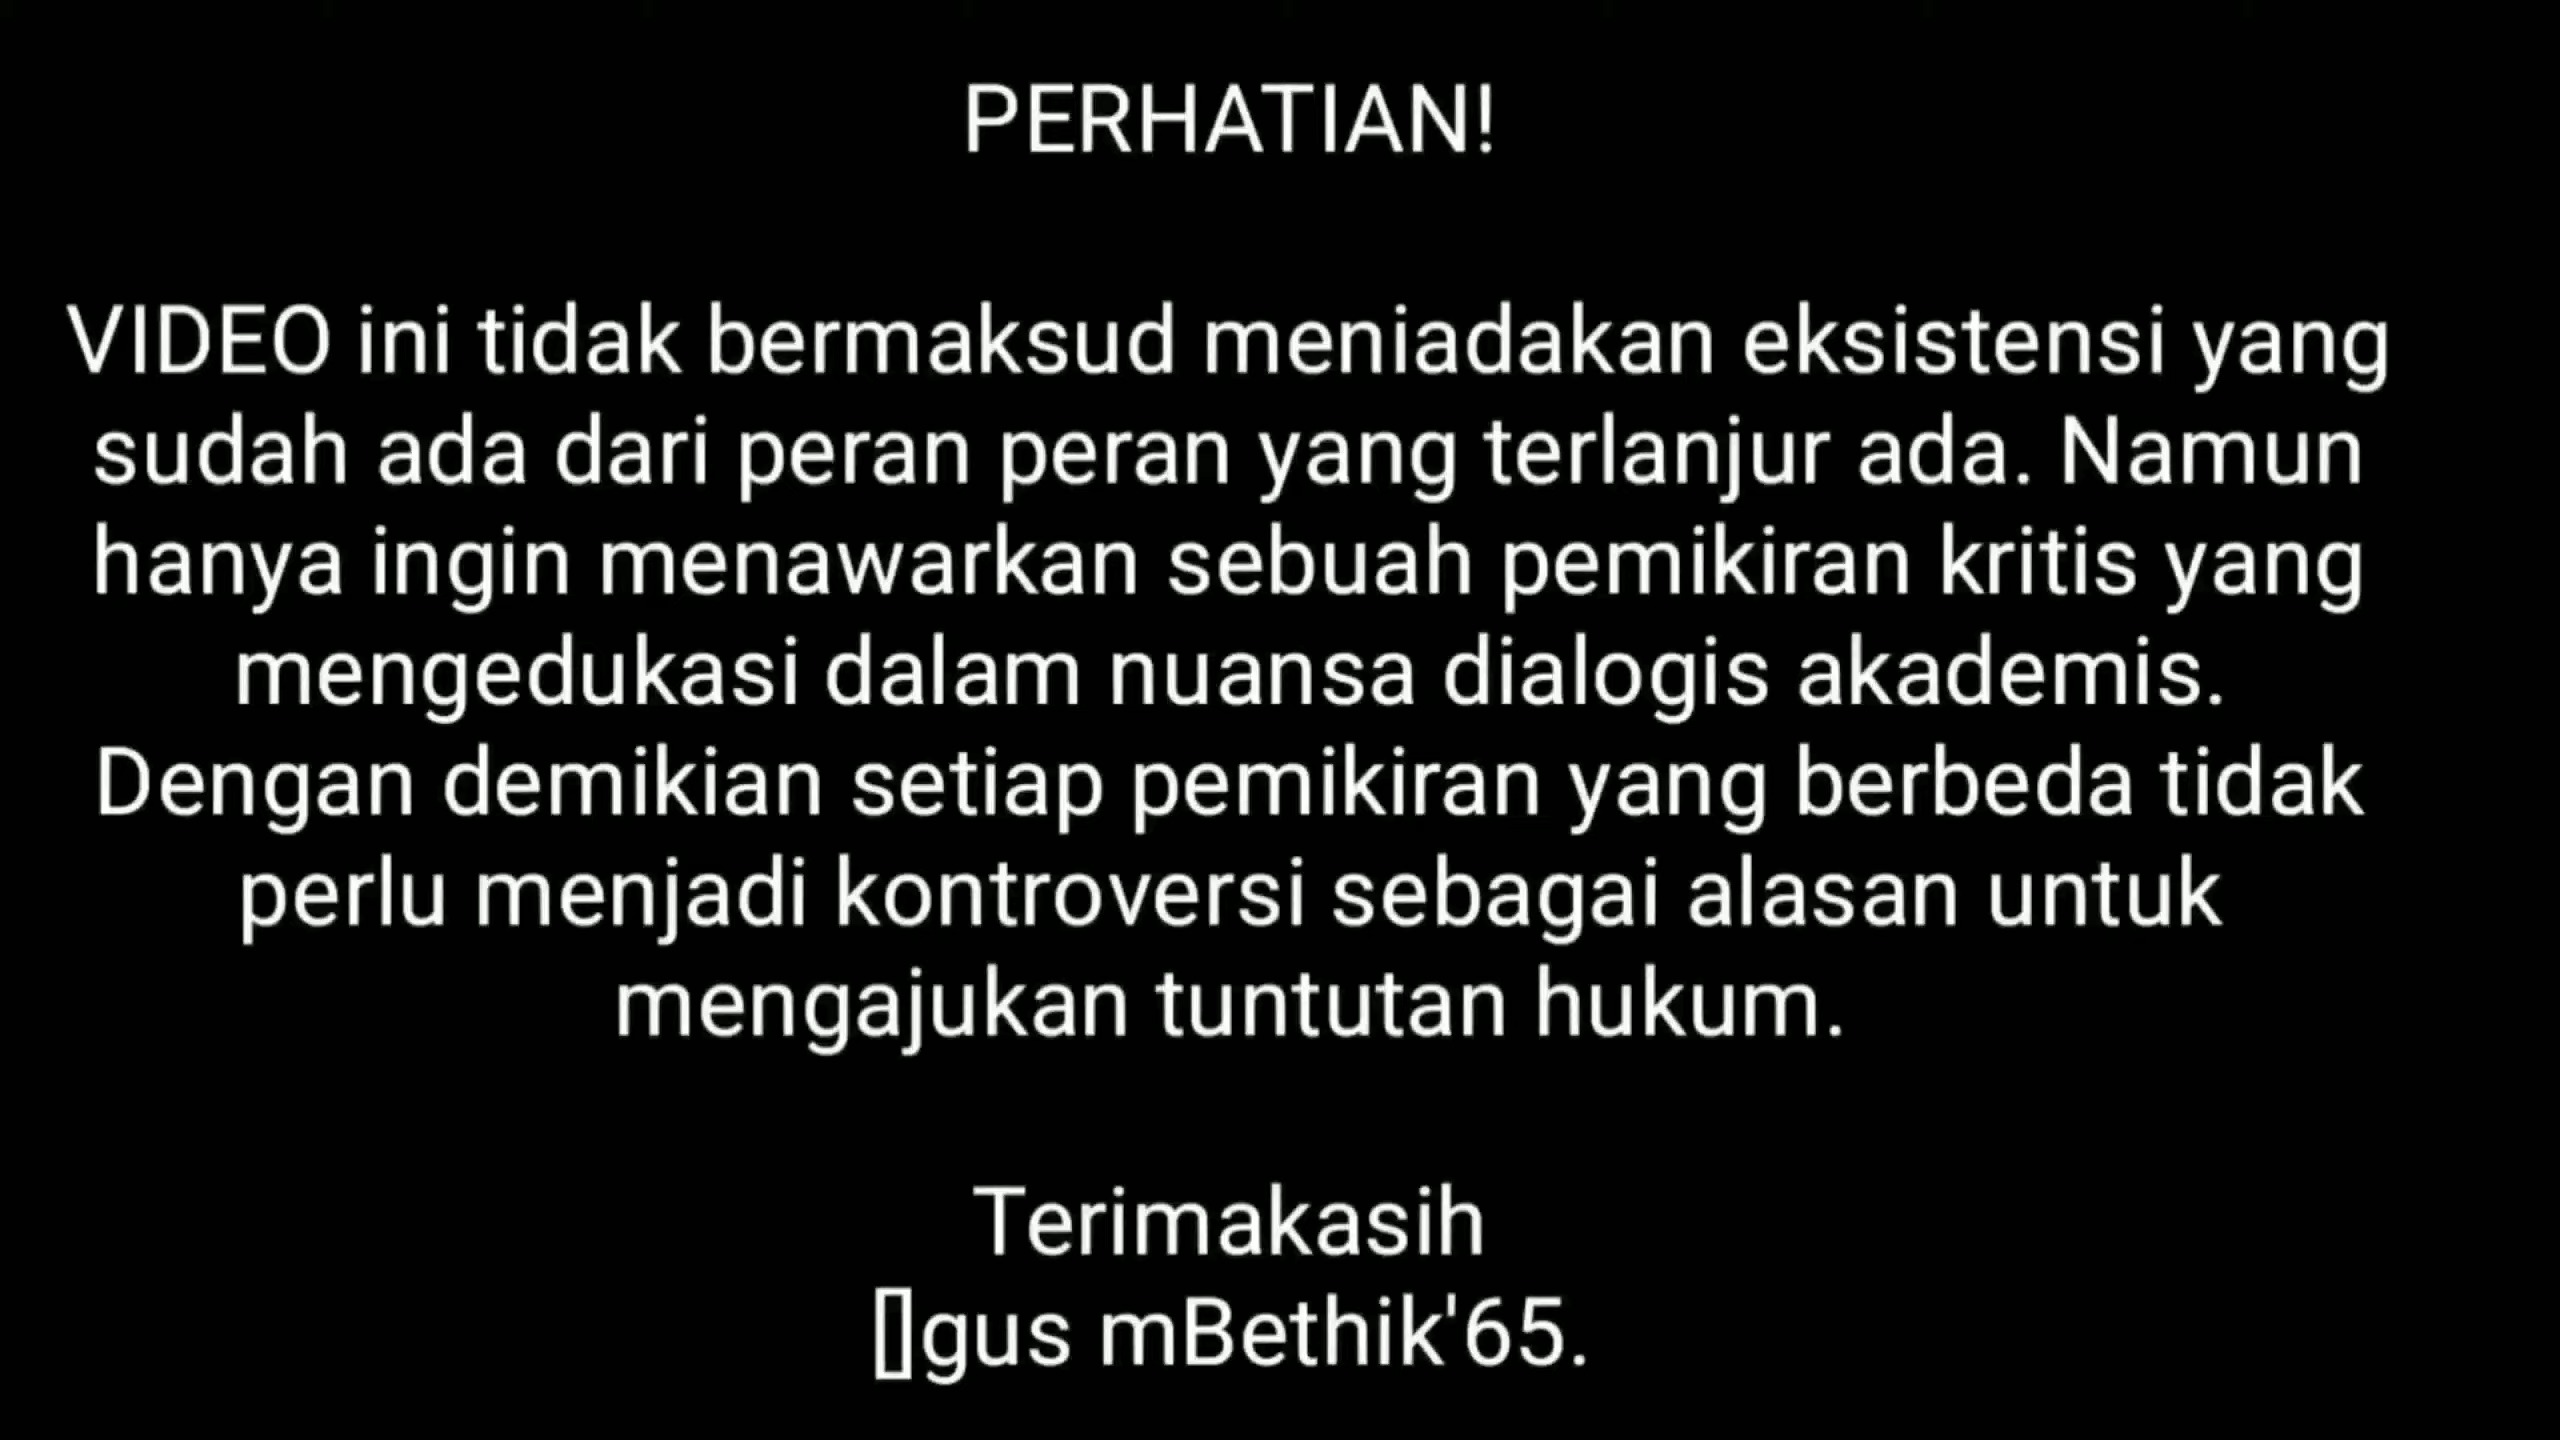 PERHATIAN!
VIDEO ini tidak bermaksud meniadakan eksistensi yang
sudah ada dari peran peran yang terlanjur ada. Namun
hanya ingin menawarkan sebuah pemikiran kritis yang
mengedukasi dalam nuansa dialogis akademis.
Dengan demikian setiap pemikiran yang berbeda tidak
perlu menjadi kontroversi sebagai alasan untuk
mengajukan tuntutan hukum.
Terimakasih
▯gus mBethik'65.